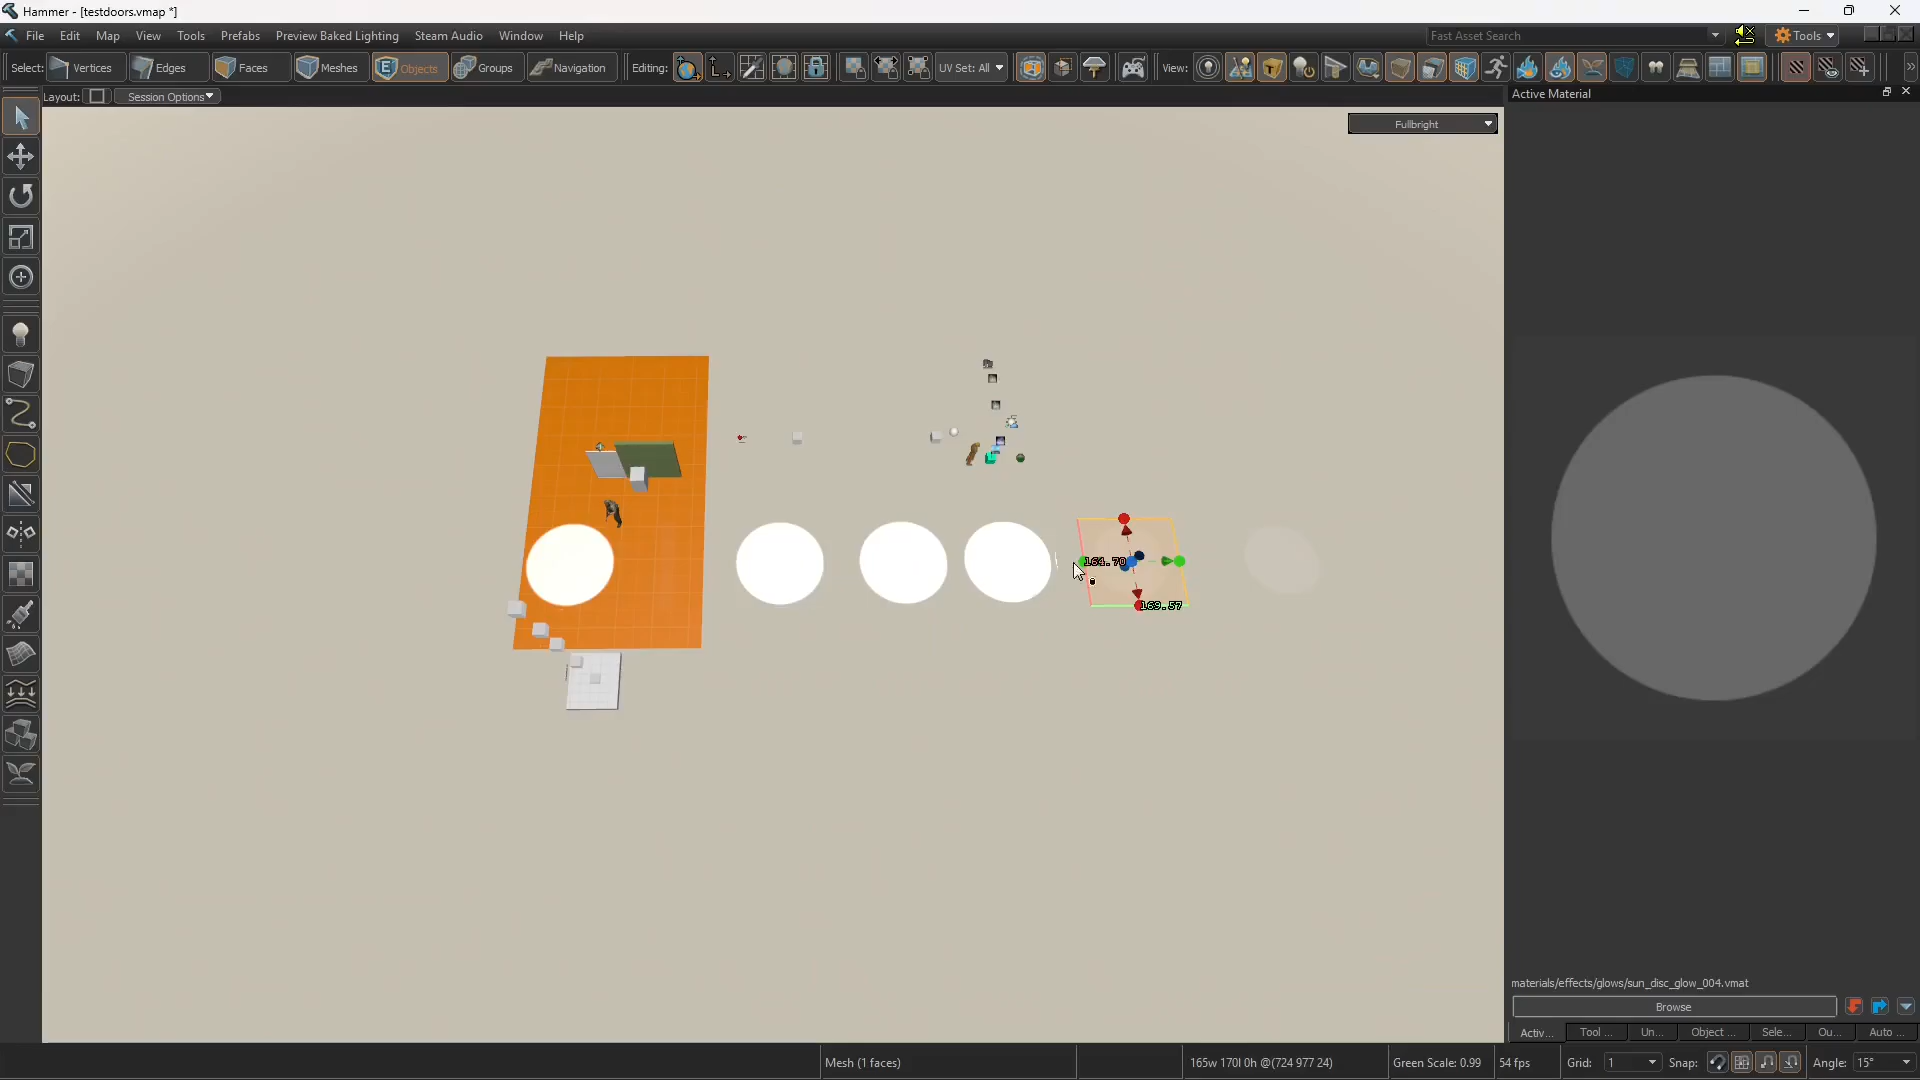 Hammer - [testdoors.vmap *]
File Edit Map View Tools Prefabs Preview Baked Lighting Steam Audio Window Help
Fast Asset Search
Tools
Select: Vertices Edges Faces Meshes Objects Groups Navigation Editing: UV Set: All View:
Layout: Session Options
Active Material
Fullbright
164.70
169.57
materials/effects/glows/sun_disc_glow_004.vmat
Browse
Activ... Tool ... Un... Object ... Sele... Ou... Auto ...
Mesh (1 faces)
165w 170l 0h @(724 977 24)
Green Scale: 0.99
54 fps
Grid: 1 Snap: Angle: 15°